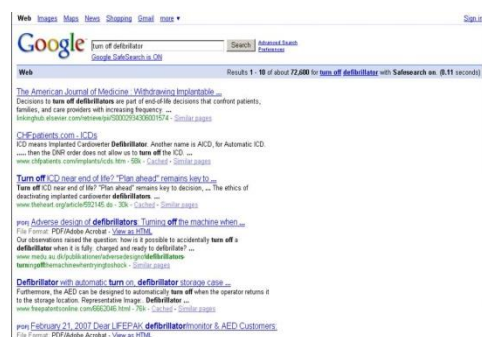 Web Images Maps News Shopping Gmail more ▼ Sign in
Google turn off defibrillator Search Advanced Search
Preferences
Google SafeSearch is ON
Web Results 1 - 10 of about 72,600 for turn off defibrillator with Safesearch on. (0.11 seconds)
The American Journal of Medicine : Withdrawing Implantable ...
Decisions to turn off defibrillators are part of end-of-life decisions that confront patients,
families, and care providers with increasing frequency. ...
linkinghub.elsevier.com/retrieve/pii/S0002934306001574 - Similar pages
CHFpatients.com - ICDs
ICD means Implanted Cardioverter Defibrillator. Another name is AICD, for Automatic ICD.
..... then the DNR order does not allow us to turn off the ICD. ...
www.chfpatients.com/implants/icds.htm - 58k - Cached - Similar pages
Turn off ICD near end of life? "Plan ahead" remains key to ...
Turn off ICD near end of life? "Plan ahead" remains key to decision, ... The ethics of
deactivating implanted cardioverter defibrillators. ...
www.theheart.org/article/692145.do - 30k - Cached - Similar pages
[PDF] Adverse design of defibrillators: Turning off the machine when ...
File Format: PDF/Adobe Acrobat - View as HTML
Our observations raised the question: how is it possible to accidentally turn off a
defibrillator when it is fully. charged and ready to defibrillate? ...
www.medu.au.dk/publikationer/adversedesignofdefibrillators-
turningoffthemachinewhentryingtoshock - Similar pages
Defibrillator with automatic turn on, defibrillator storage case ...
Furthermore, the AED can be designed to automatically turn off when the operator returns it
to the storage location. Representative Image:. Defibrillator ...
www.freepatentsonline.com/6662046.html - 76k - Cached - Similar pages
[PDF] February 21, 2007 Dear LIFEPAK defibrillator/monitor & AED Customers:
File Format: PDF/Adobe Acrobat - View as HTML